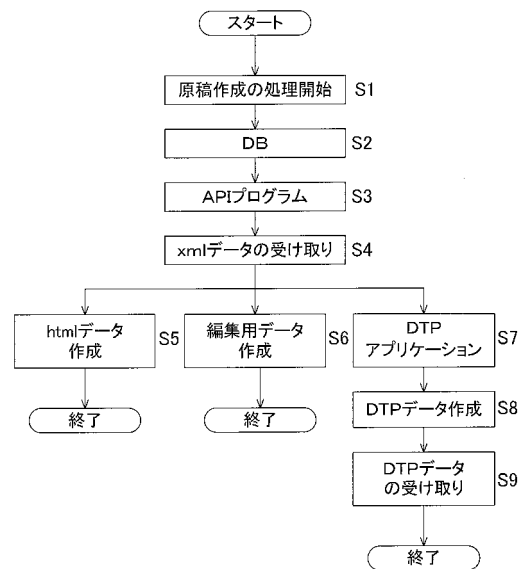 スタート
原稿作成の処理開始 S1
DB S2
APIプログラム S3
xmlデータの受け取り S4
htmlデータ
作成
S5
編集用データ
作成
S6
DTP
アプリケーション
S7
終了
終了
DTPデータ作成 S8
DTPデータ
の受け取り
S9
終了